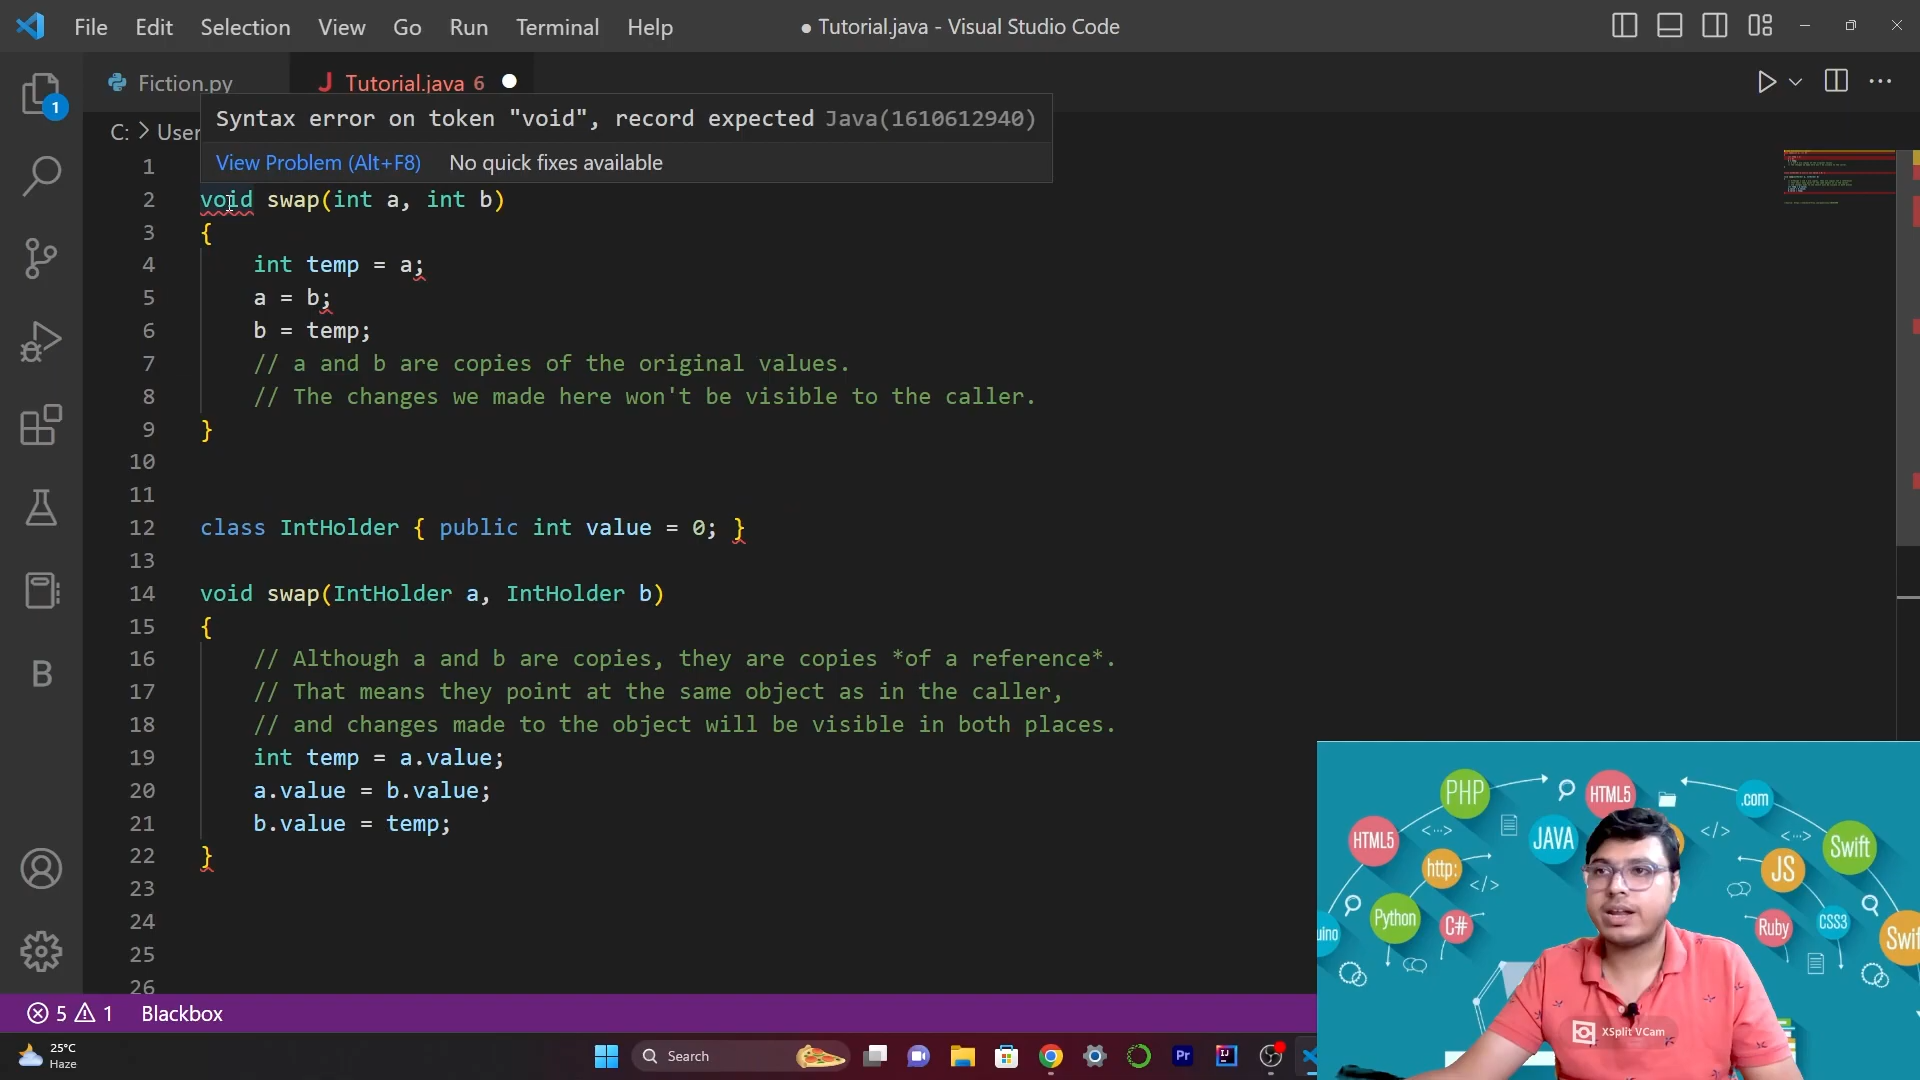 File Edit Selection View Go Run Terminal Help
● Tutorial.java - Visual Studio Code
Fiction.py
J Tutorial.java 6
C: > User
Syntax error on token "void", record expected Java(1610612940)
View Problem (Alt+F8) No quick fixes available
1
1
2 void swap(int a, int b)
3 {
4 int temp = a;
5 a = b;
6 b = temp;
7 // a and b are copies of the original values.
8 // The changes we made here won't be visible to the caller.
9 }
10
11
12 class IntHolder { public int value = 0; }
13
14 void swap(IntHolder a, IntHolder b)
15 {
16 // Although a and b are copies, they are copies *of a reference*.
17 // That means they point at the same object as in the caller,
18 // and changes made to the object will be visible in both places.
19 int temp = a.value;
20 a.value = b.value;
21 b.value = temp;
22 }
23
24
25
26
B
PHP
HTML5
.com
HTML5
JAVA
Swift
http:
</>
JS
</>
Python
C#
Ruby
CSS3
uino
Swif
XSplit VCam
5 1 Blackbox
25°C
Haze
Search
Pr
IJ